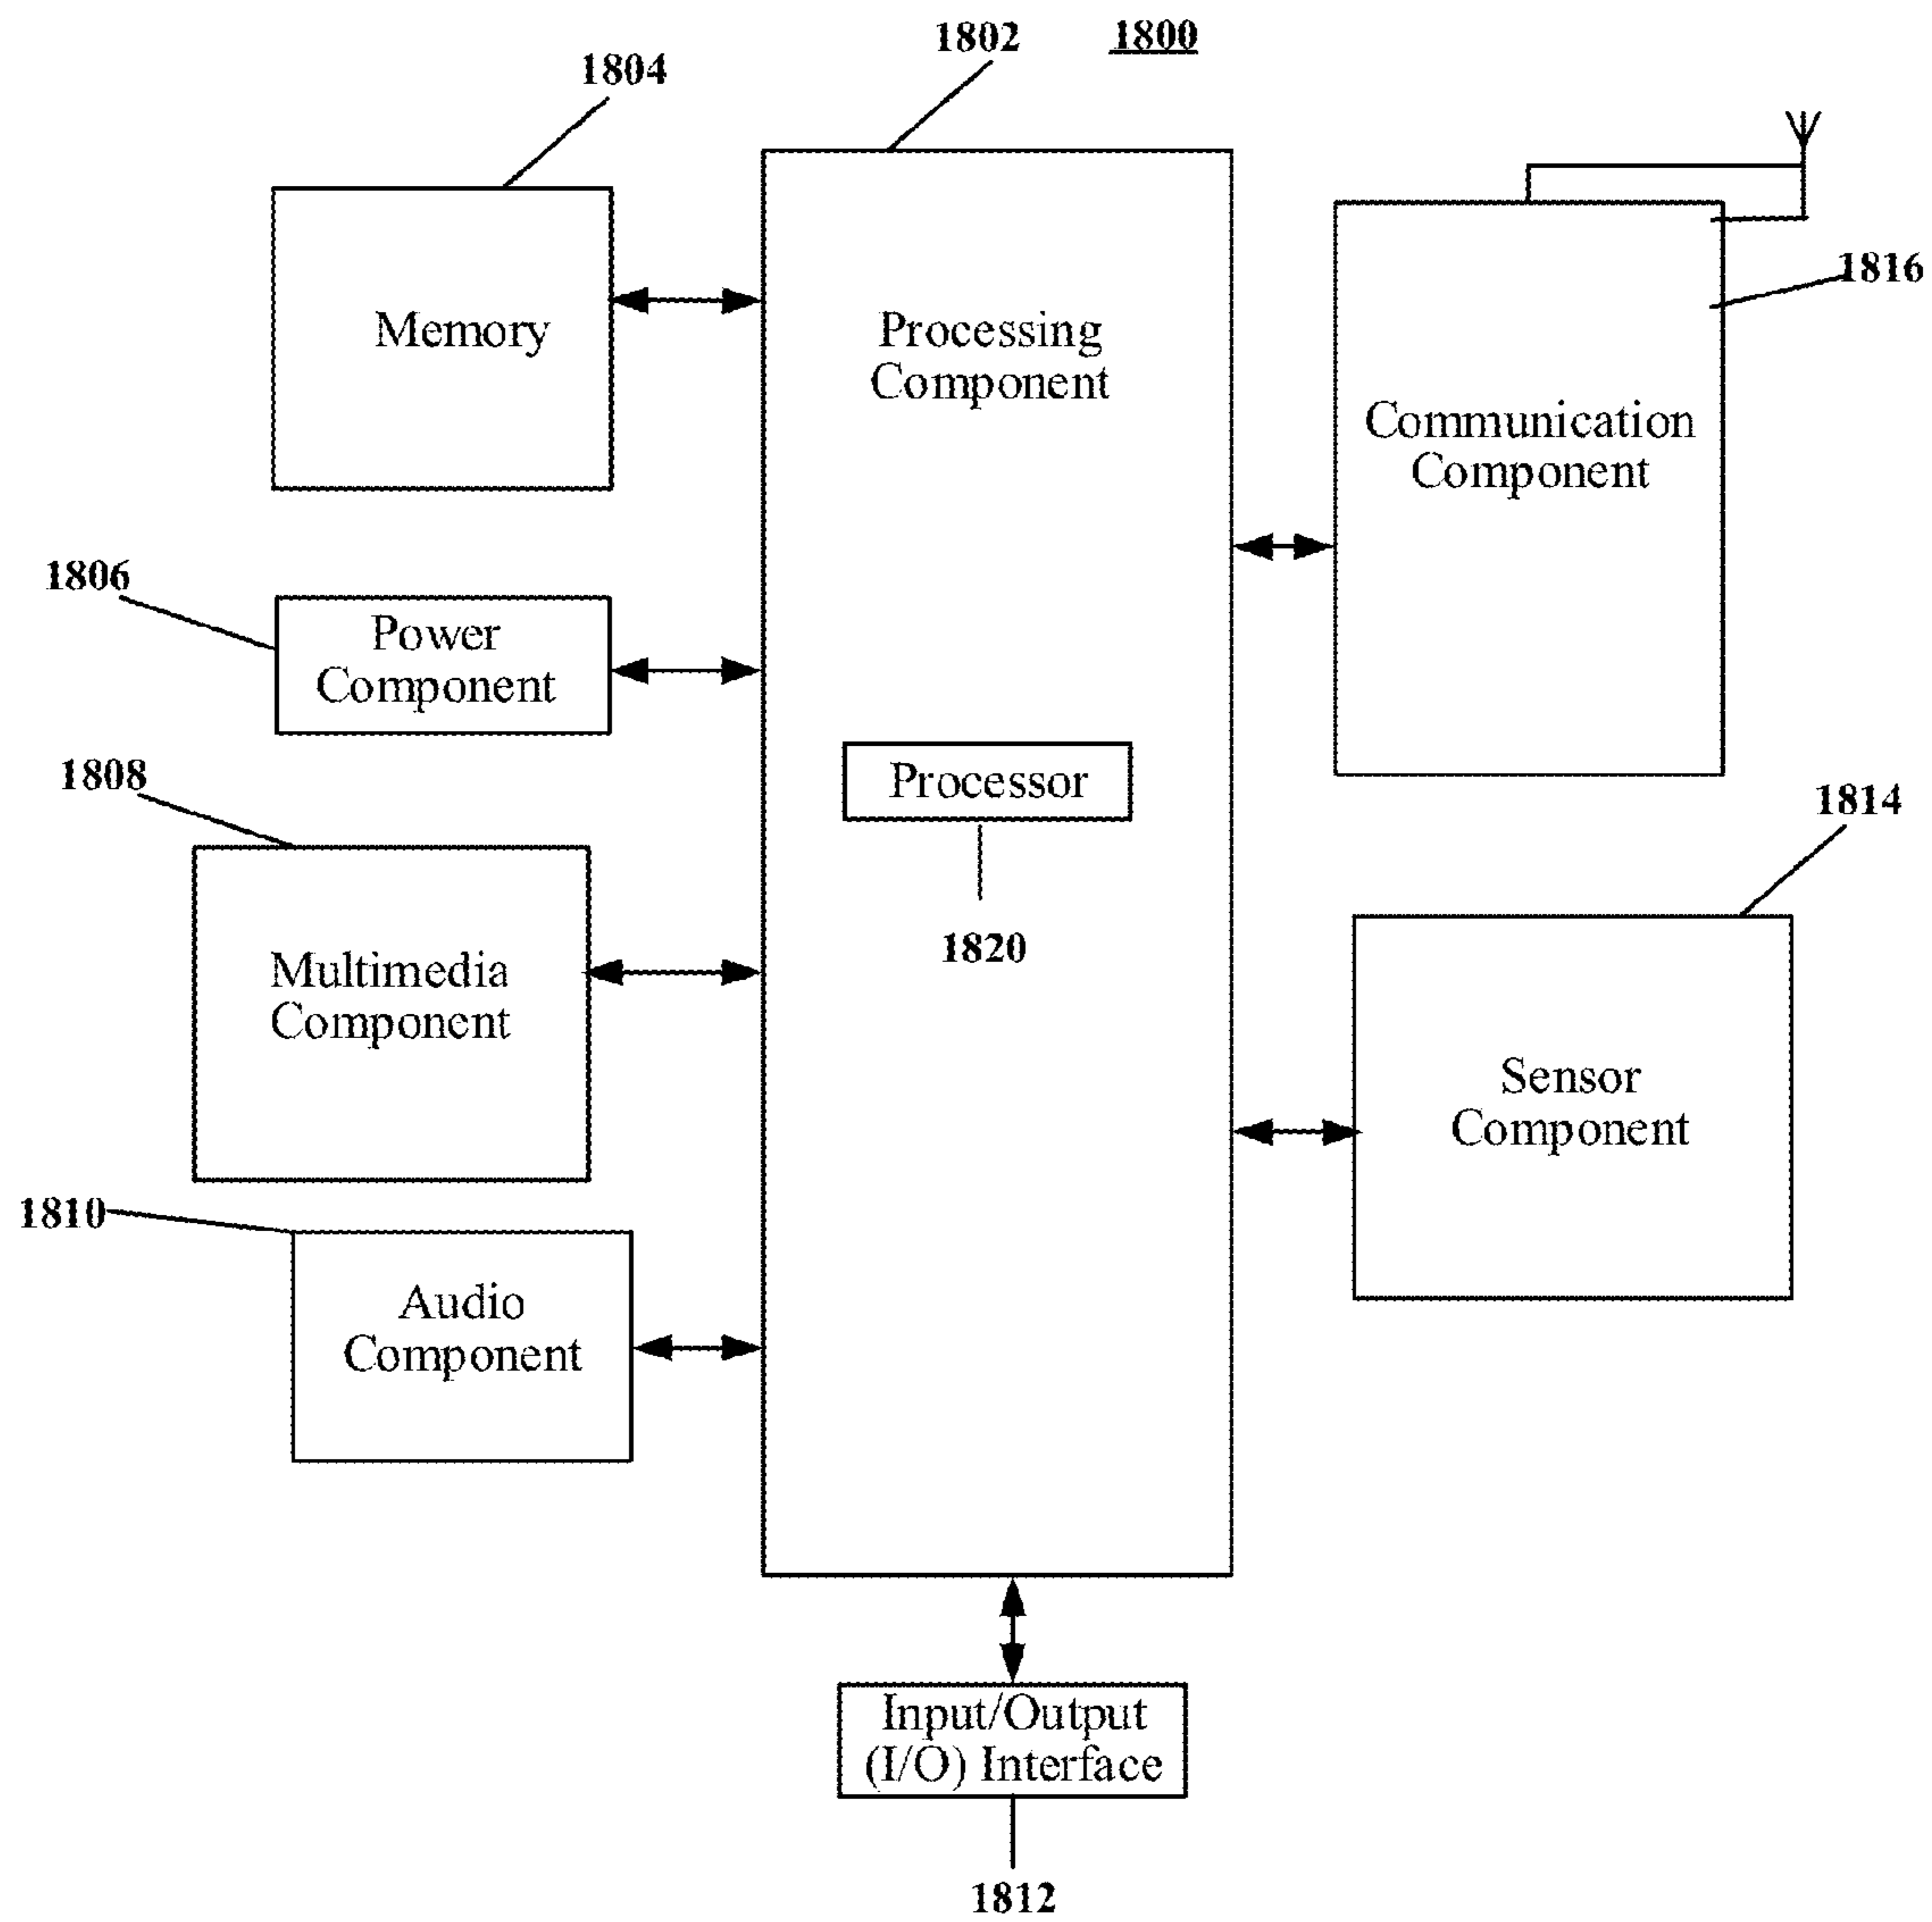 1802
1800
1804
1816
Memory
Processing
Component
Communication
Component
1806
Power
Component
1808
Processor
1814
1820
Multimedia
Component
Sensor
Component
1810
Audio
Component
Input/Output
(I/O) Interface
1812